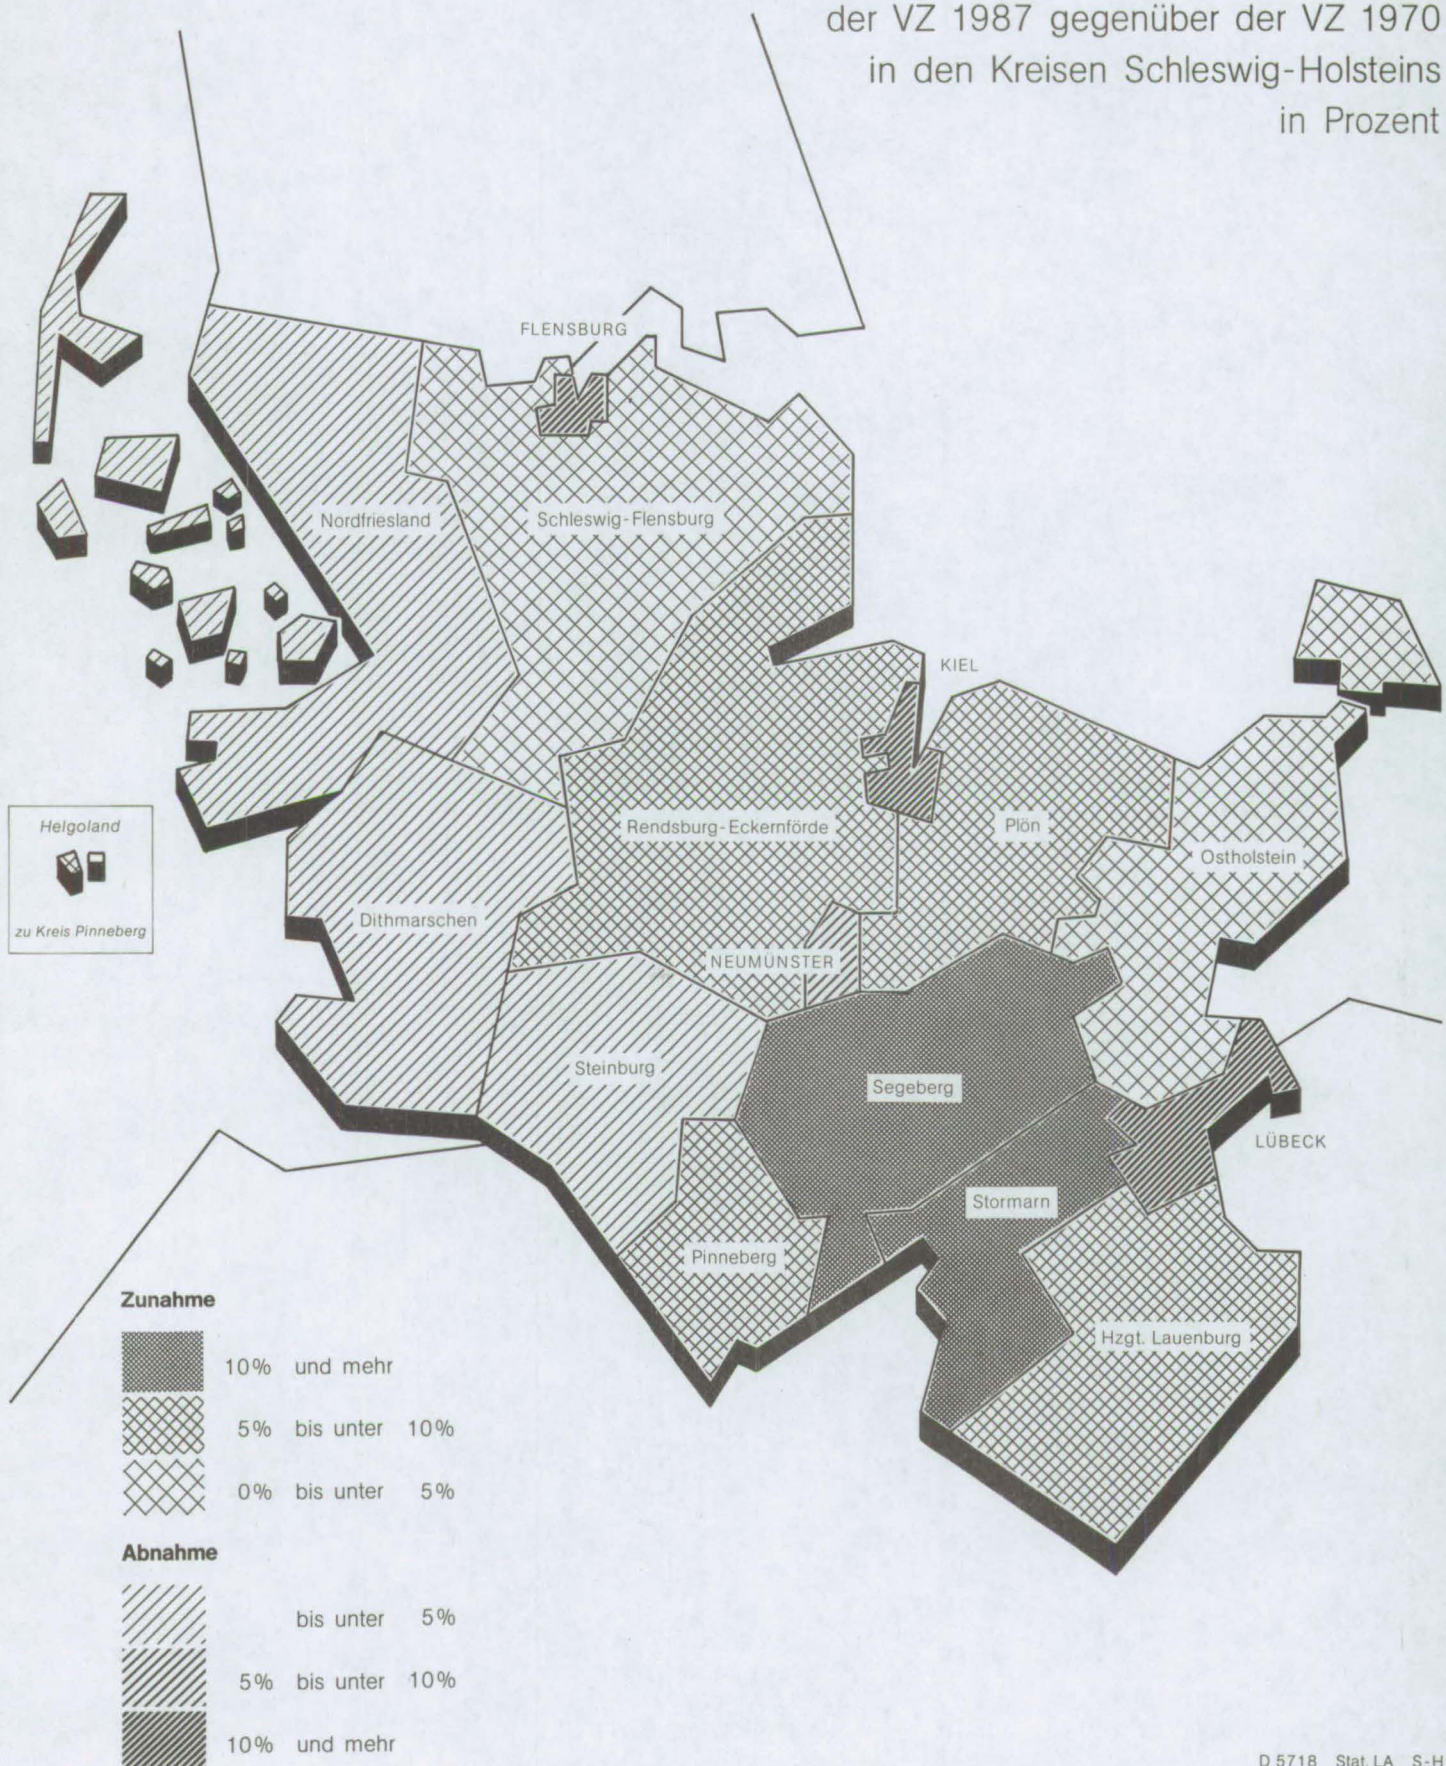 der VZ 1987 gegenüber der VZ 1970
in den Kreisen Schleswig-Holsteins
in Prozent
FLENSBURG
Nordfriesland
Schleswig-Flensburg
KIEL
Helgoland
zu Kreis Pinneberg
Rendsburg-Eckernförde
Plön
Ostholstein
Dithmarschen
NEUMÜNSTER
Steinburg
Segeberg
LÜBECK
Stormarn
Pinneberg
Hzgt. Lauenburg
Zunahme
10% und mehr
5% bis unter 10%
0% bis unter 5%
Abnahme
bis unter 5%
5% bis unter 10%
10% und mehr
D 5718 Stat. LA S-H